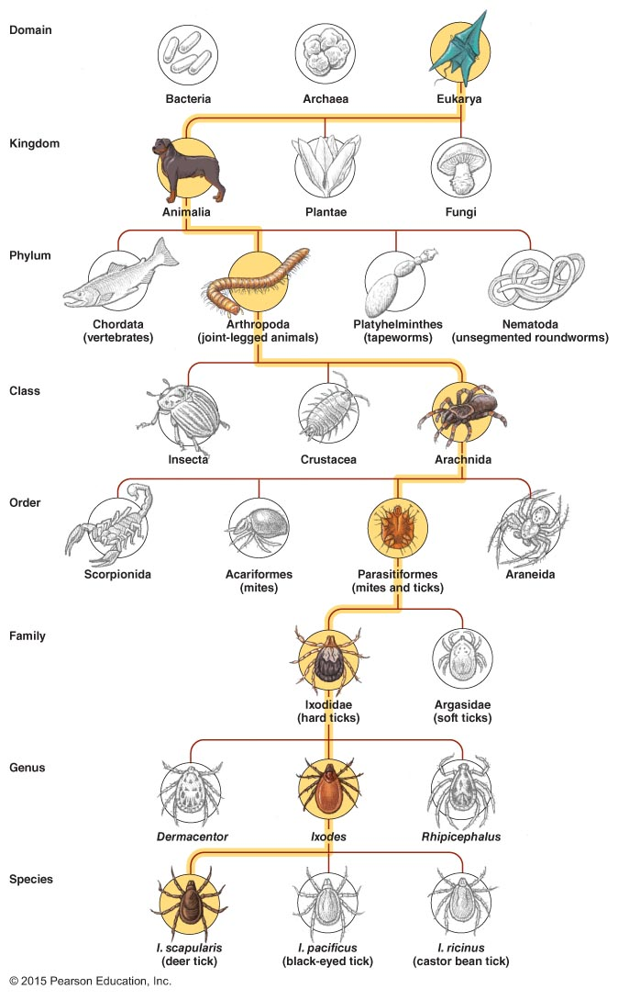 Domain
Bacteria
Archaea
Eukarya
Kingdom
Animalia
Plantae
Fungi
Phylum
Chordata
(vertebrates)
Arthropoda
(joint-legged animals)
Platyhelminthes
(tapeworms)
Nematoda
(unsegmented roundworms)
Class
Insecta
Crustacea
Arachnida
Order
Scorpionida
Acariformes
(mites)
Parasitiformes
(mites and ticks)
Araneida
Family
Ixodidae
(hard ticks)
Argasidae
(soft ticks)
Genus
Dermacentor
Ixodes
Rhipicephalus
Species
I. scapularis
(deer tick)
I. pacificus
(black-eyed tick)
I. ricinus
(castor bean tick)
© 2015 Pearson Education, Inc.